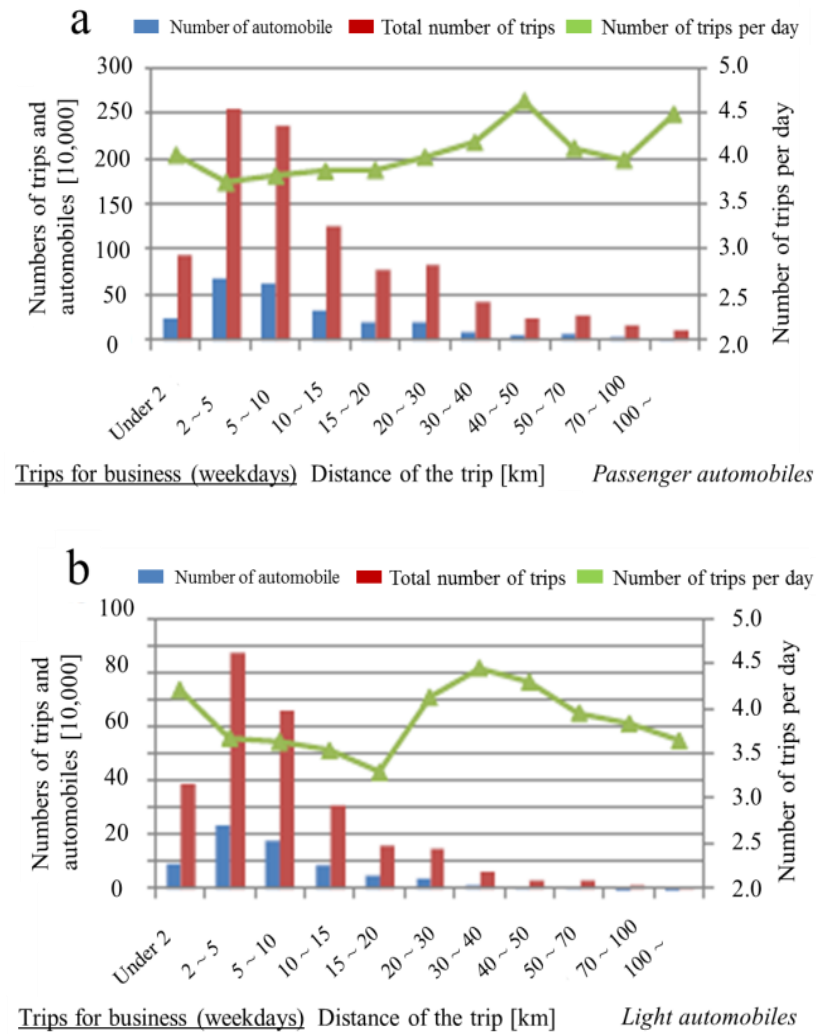 a
Number of automobile Total number of trips Number of trips per day
Numbers of trips and
automobiles [10,000]
300
250
200
150
100
50
0
5.0
4.5
4.0
3.5
3.0
2.5
2.0
Number of trips per day
Under 2
2 ~ 5
5 ~ 10
10 ~ 15
15 ~ 20
20 ~ 30
30 ~ 40
40 ~ 50
50 ~ 70
70 ~ 100
100 ~
Trips for business (weekdays) Distance of the trip [km] Passenger automobiles
b
Number of automobile Total number of trips Number of trips per day
Numbers of trips and
automobiles [10,000]
100
80
60
40
20
0
5.0
4.5
4.0
3.5
3.0
2.5
2.0
Number of trips per day
Under 2
2 ~ 5
5 ~ 10
10 ~ 15
15 ~ 20
20 ~ 30
30 ~ 40
40 ~ 50
50 ~ 70
70 ~ 100
100 ~
Trips for business (weekdays) Distance of the trip [km] Light automobiles